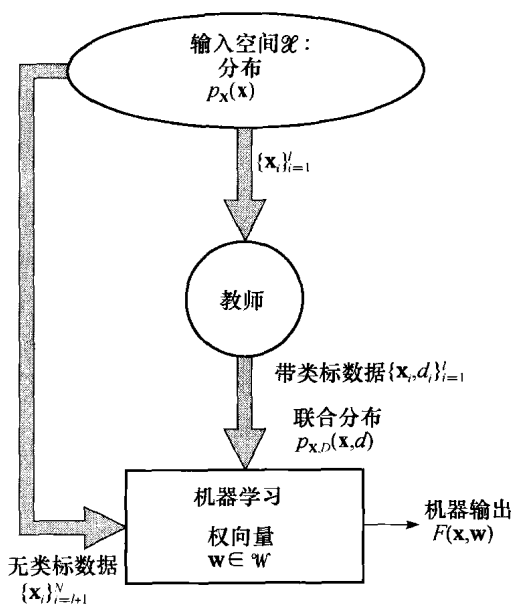 输入空间𝒳：
分布
p_X(x)
{x_i}_{i=1}^l
教师
带类标数据{x_i,d_i}_{i=1}^l
联合分布
p_{X,D}(x,d)
机器学习
权向量
w∈𝒲
机器输出
F(x,w)
无类标数据
{x_i}_{i=l+1}^N